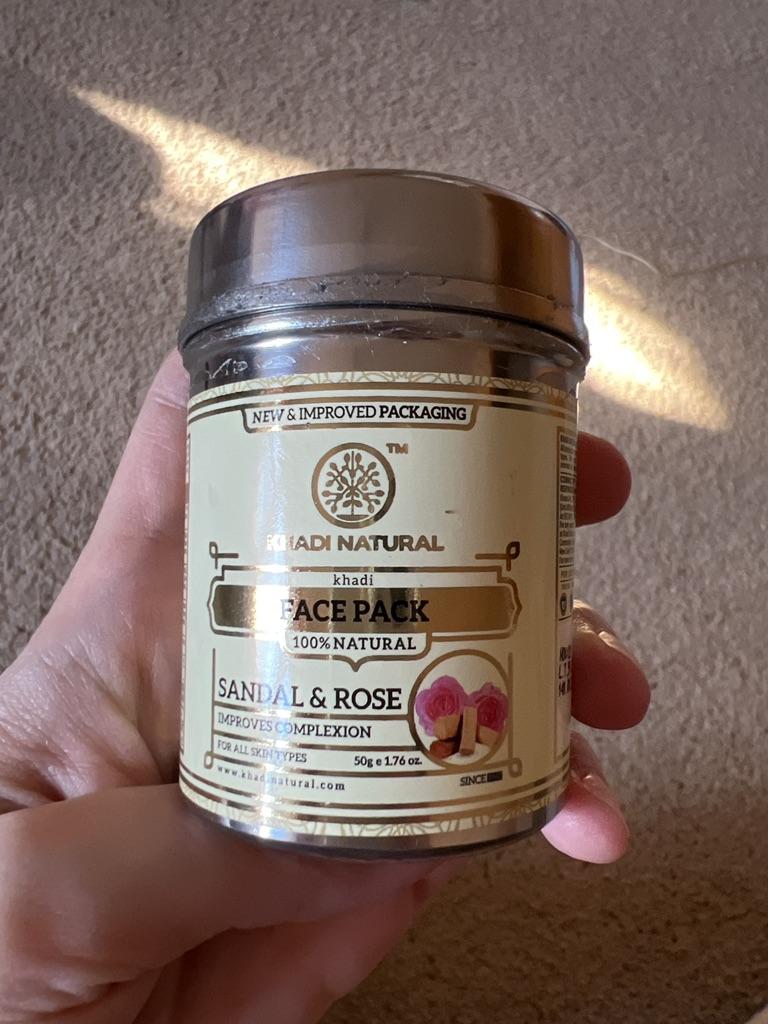 NEW & IMPROVED PACKAGING
TM
KHADI NATURAL
khadi
FACE PACK
100% NATURAL
SANDAL & ROSE
IMPROVES COMPLEXION
FOR ALL SKIN TYPES
50g e 1.76 oz.
www.khadinatural.com
SINCE